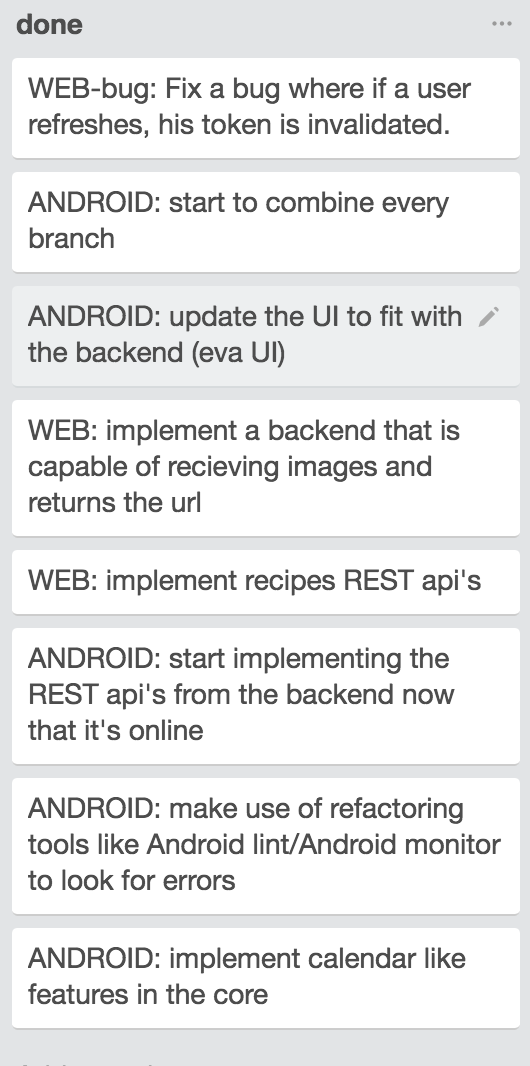 done
WEB-bug: Fix a bug where if a user
refreshes, his token is invalidated.
ANDROID: start to combine every
branch
ANDROID: update the UI to fit with
the backend (eva UI)
WEB: implement a backend that is
capable of recieving images and
returns the url
WEB: implement recipes REST api's
ANDROID: start implementing the
REST api's from the backend now
that it's online
ANDROID: make use of refactoring
tools like Android lint/Android monitor
to look for errors
ANDROID: implement calendar like
features in the core